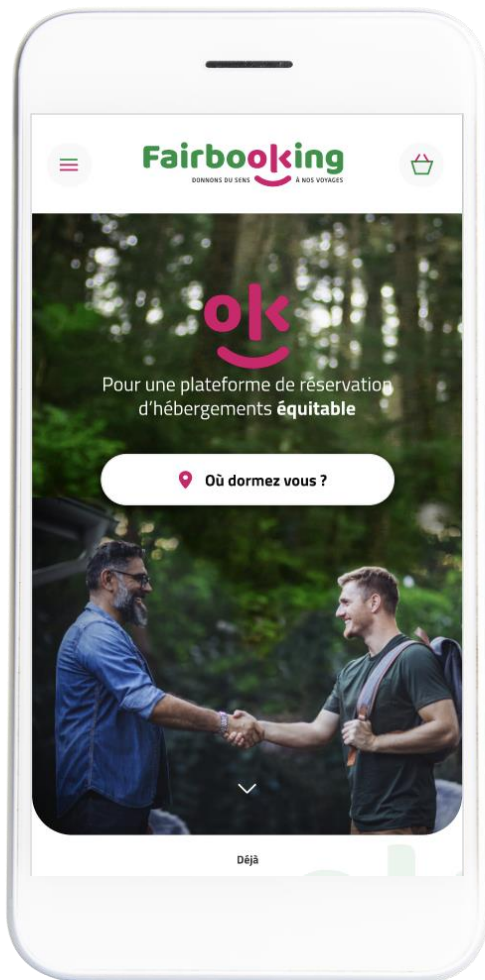 Fairbooking
DONNONS DU SENS À NOS VOYAGES
ok
Pour une plateforme de réservation
d'hébergements équitable
Où dormez vous ?
Déjà